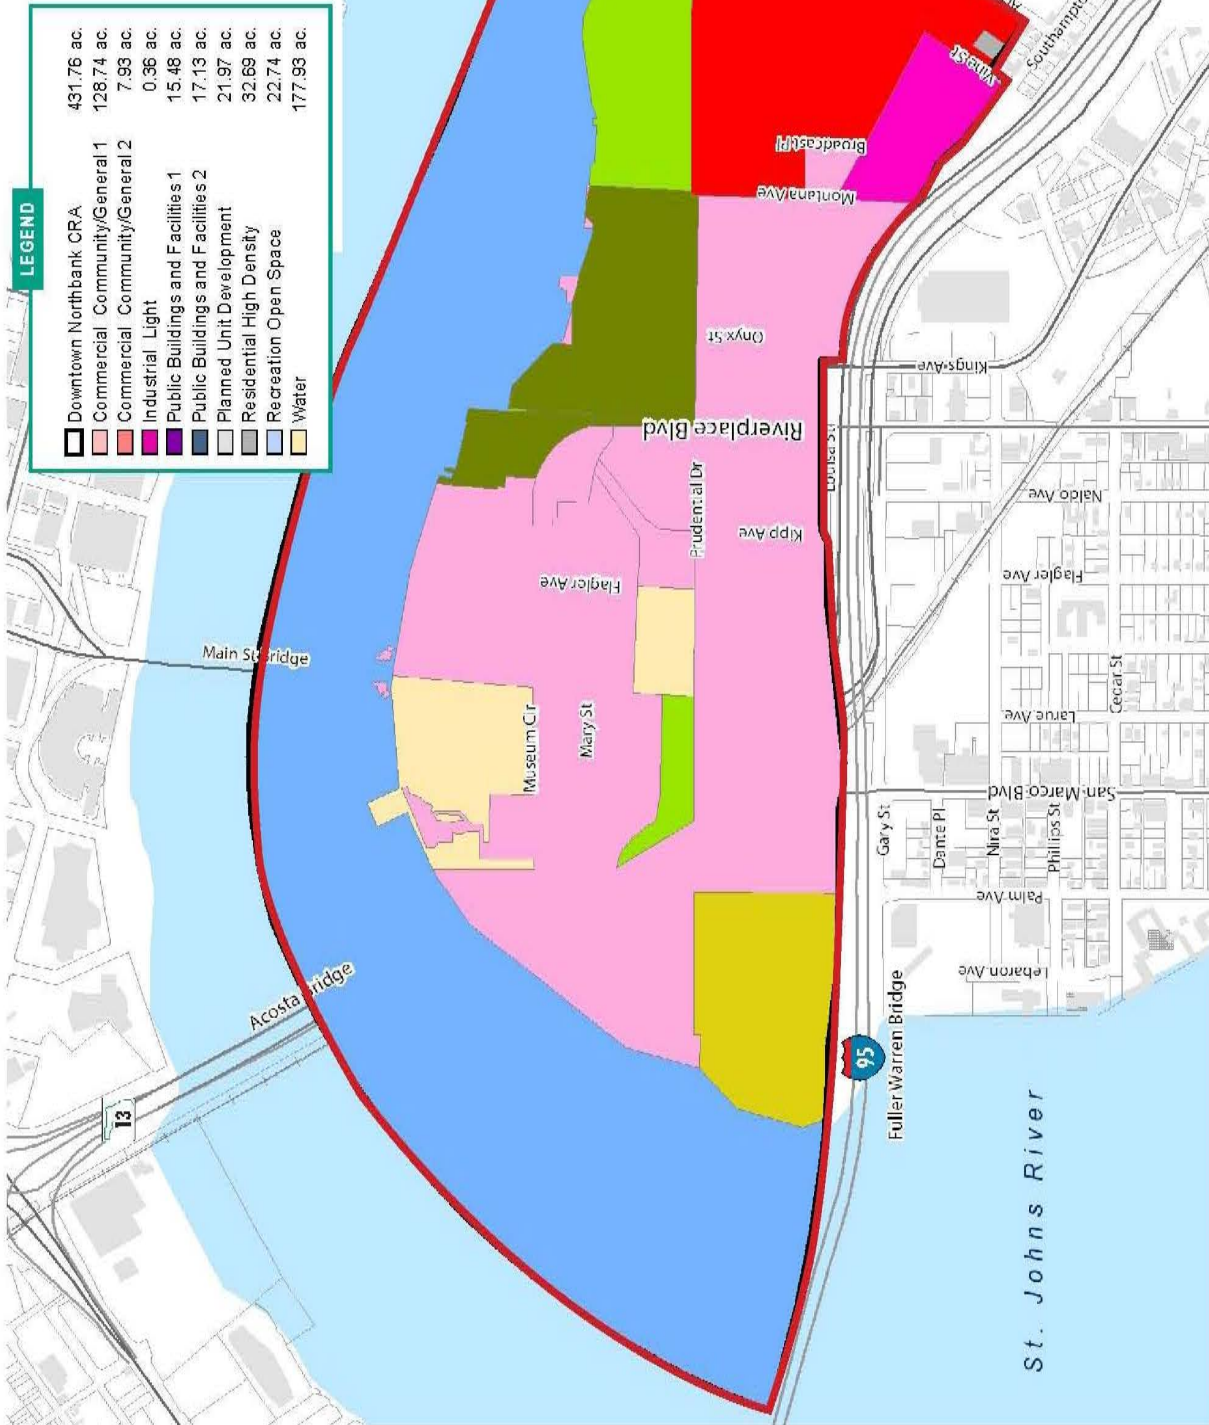 LEGEND
Downtown Northbank CRA 431.76 ac.
Commercial Community/General 1 128.74 ac.
Commercial Community/General 2 7.93 ac.
Industrial Light 0.36 ac.
Public Buildings and Facilities 1 15.48 ac.
Public Buildings and Facilities 2 17.13 ac.
Planned Unit Development 21.97 ac.
Residential High Density 32.69 ac.
Recreation Open Space 22.74 ac.
Water 177.93 ac.
Main St Bridge
Acosta Bridge
13
Museum Cir
Mary St
Flagler Ave
Prudential Dr
Kipp Ave
Riverplace Blvd
Onyx St
Montana Ave
Broadcast Pl
Vine St
Southampto
Louisa St
Kings Ave
Naldo Ave
Flagler Ave
Larue Ave
Cedar St
San Marco Blvd
Gary St
Dante Pl
Nira St
Phillips St
Palm Ave
Lebaron Ave
95
Fuller Warren Bridge
St. Johns River